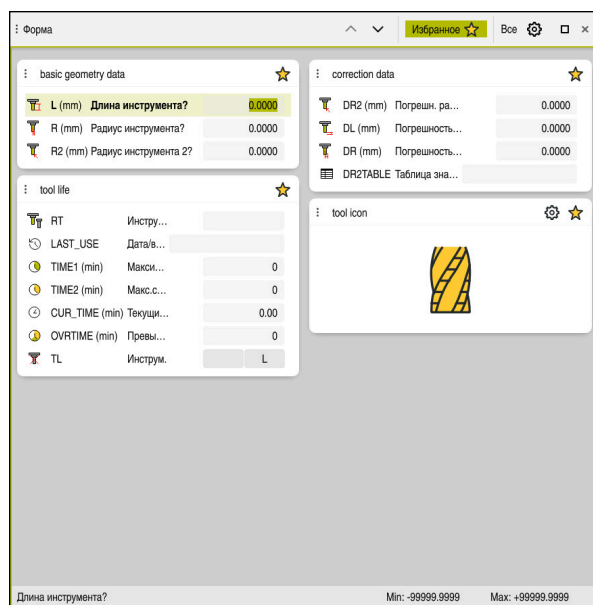 Форма
Избранное
Все
basic geometry data
L (mm) Длина инструмента? 0.0000
R (mm) Радиус инструмента? 0.0000
R2 (mm) Радиус инструмента 2? 0.0000
tool life
RT Инстру...
LAST_USE Дата/в...
TIME1 (min) Макси... 0
TIME2 (min) Макс.с... 0
CUR_TIME (min) Текущи... 0.00
OVRTIME (min) Превы... 0
TL Инструм. L
correction data
DR2 (mm) Погрешн. ра... 0.0000
DL (mm) Погрешность... 0.0000
DR (mm) Погрешность... 0.0000
DR2TABLE Таблица зна...
tool icon
Длина инструмента? Min: -99999.9999 Max: +99999.9999